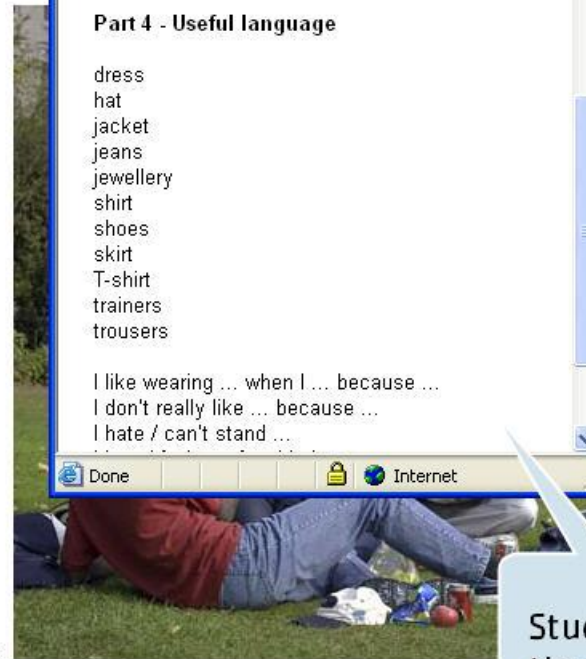 Part 4 - Useful language
dress
hat
jacket
jeans
jewellery
shirt
shoes
skirt
T-shirt
trainers
trousers
I like wearing ... when I ... because ...
I don't really like ... because ...
I hate / can't stand ...
Done
Internet